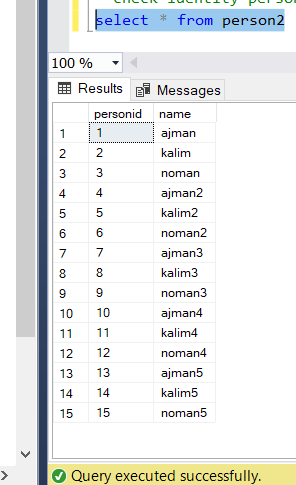 check identity perso
select * from person2
100 %
Results Messages
personid name
1 1 ajman
2 2 kalim
3 3 noman
4 4 ajman2
5 5 kalim2
6 6 noman2
7 7 ajman3
8 8 kalim3
9 9 noman3
10 10 ajman4
11 11 kalim4
12 12 noman4
13 13 ajman5
14 14 kalim5
15 15 noman5
Query executed successfully.